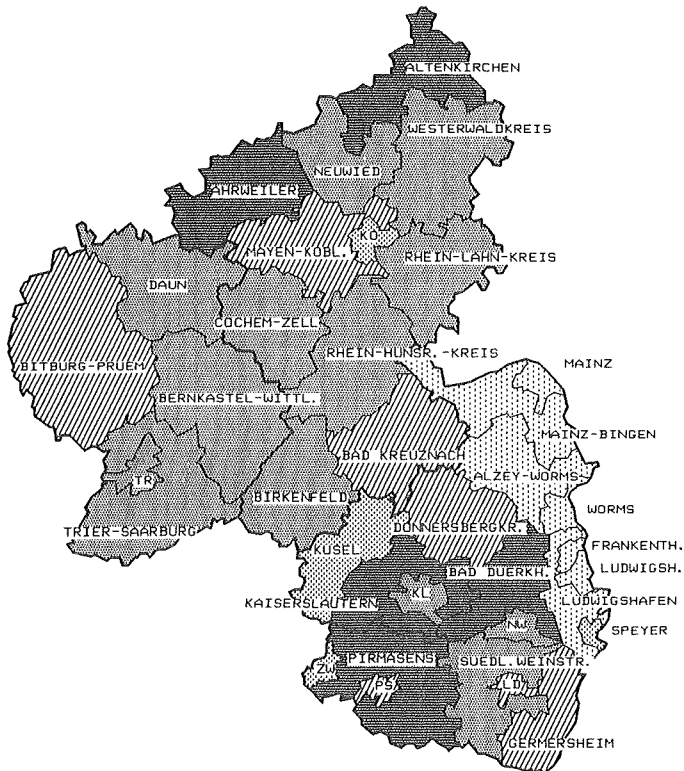 ALTENKIRCHEN
WESTERWALDKREIS
NEUWIED
AHRWEILER
KO
MAYEN-KOBL.
RHEIN-LAHN-KREIS
DAUN
COCHEM-ZELL
RHEIN-HUNSR.-KREIS
MAINZ
BITBURG-PRUEM
BERNKASTEL-WITTL.
MAINZ-BINGEN
BAD KREUZNACH
ALZEY-WORMS
TR
BIRKENFELD
WORMS
TRIER-SAARBURG
DONNERSBERGKR.
KUSEL
FRANKENTH.
LUDWIGSH.
BAD DUERKH.
KL
KAISERSLAUTERN
LUDWIGSHAFEN
NW
SPEYER
PIRMASENS
SUEDL.WEINSTR.
ZW
PS
LD
GERMERSHEIM